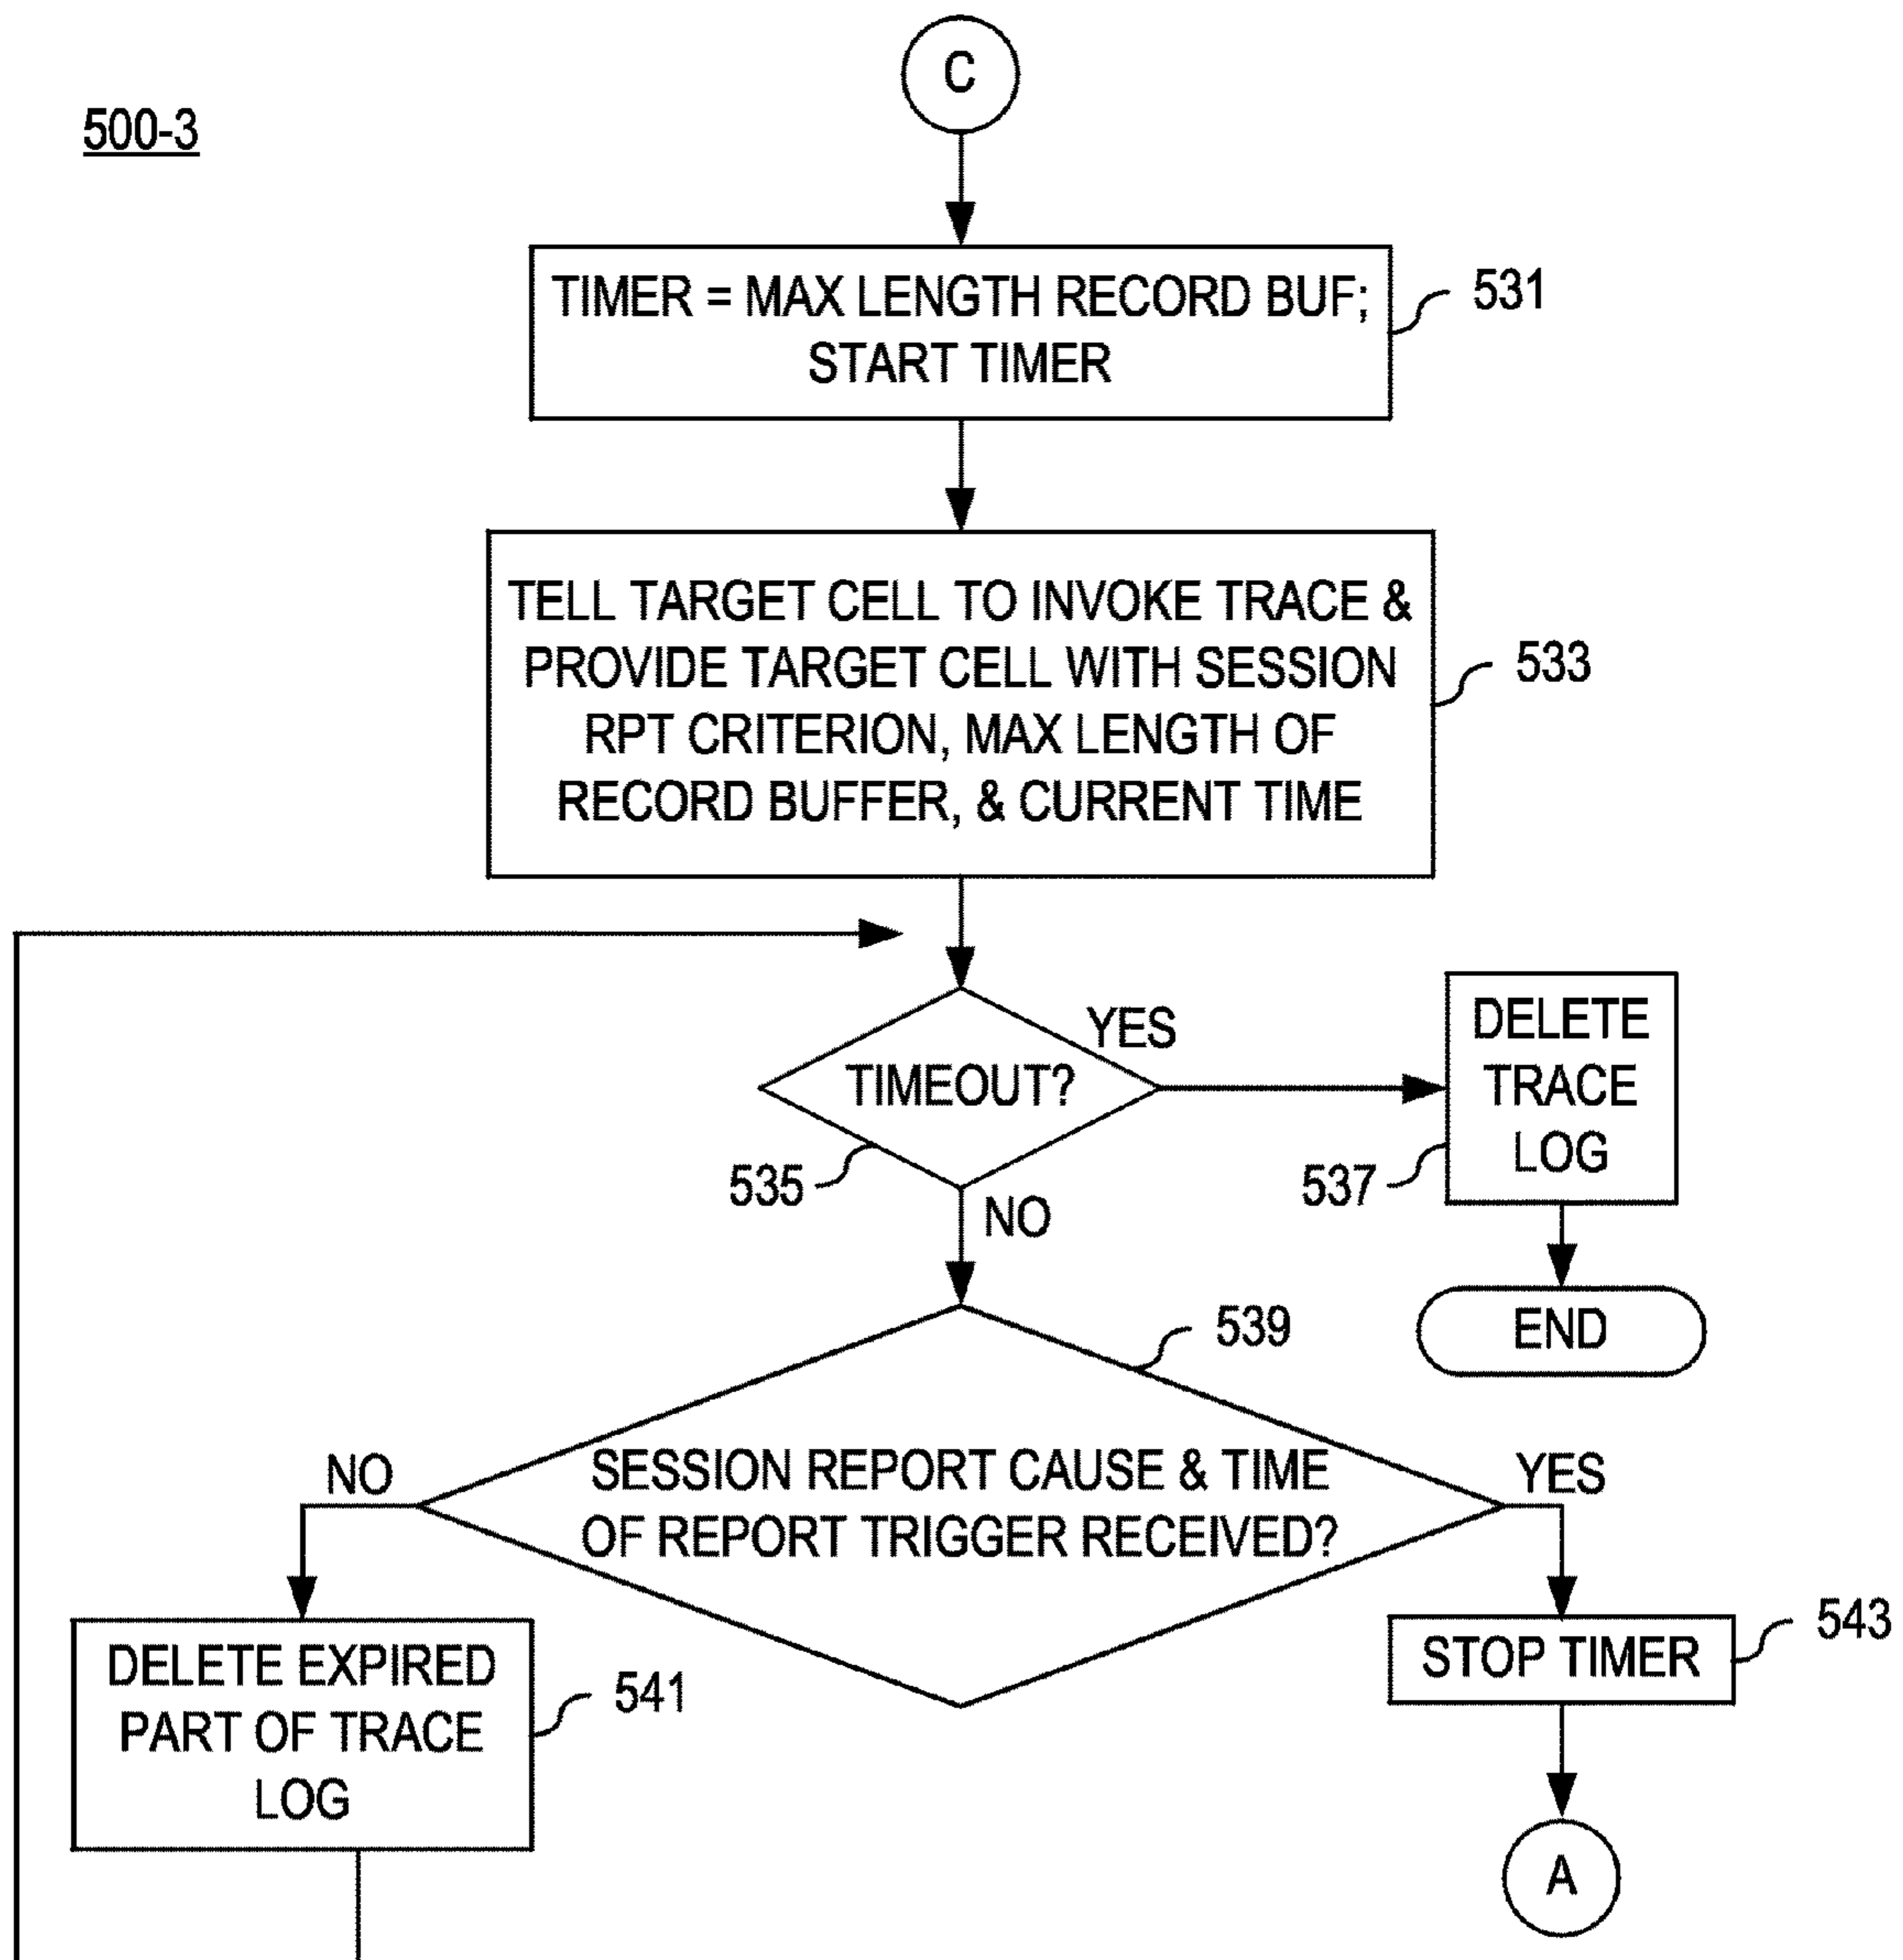 C
500-3
TIMER = MAX LENGTH RECORD BUF;
START TIMER
531
TELL TARGET CELL TO INVOKE TRACE &
PROVIDE TARGET CELL WITH SESSION
RPT CRITERION, MAX LENGTH OF
RECORD BUFFER, & CURRENT TIME
533
TIMEOUT?
535
YES
DELETE
TRACE
LOG
537
END
NO
SESSION REPORT CAUSE & TIME
OF REPORT TRIGGER RECEIVED?
539
NO
DELETE EXPIRED
PART OF TRACE
LOG
541
YES
STOP TIMER
543
A